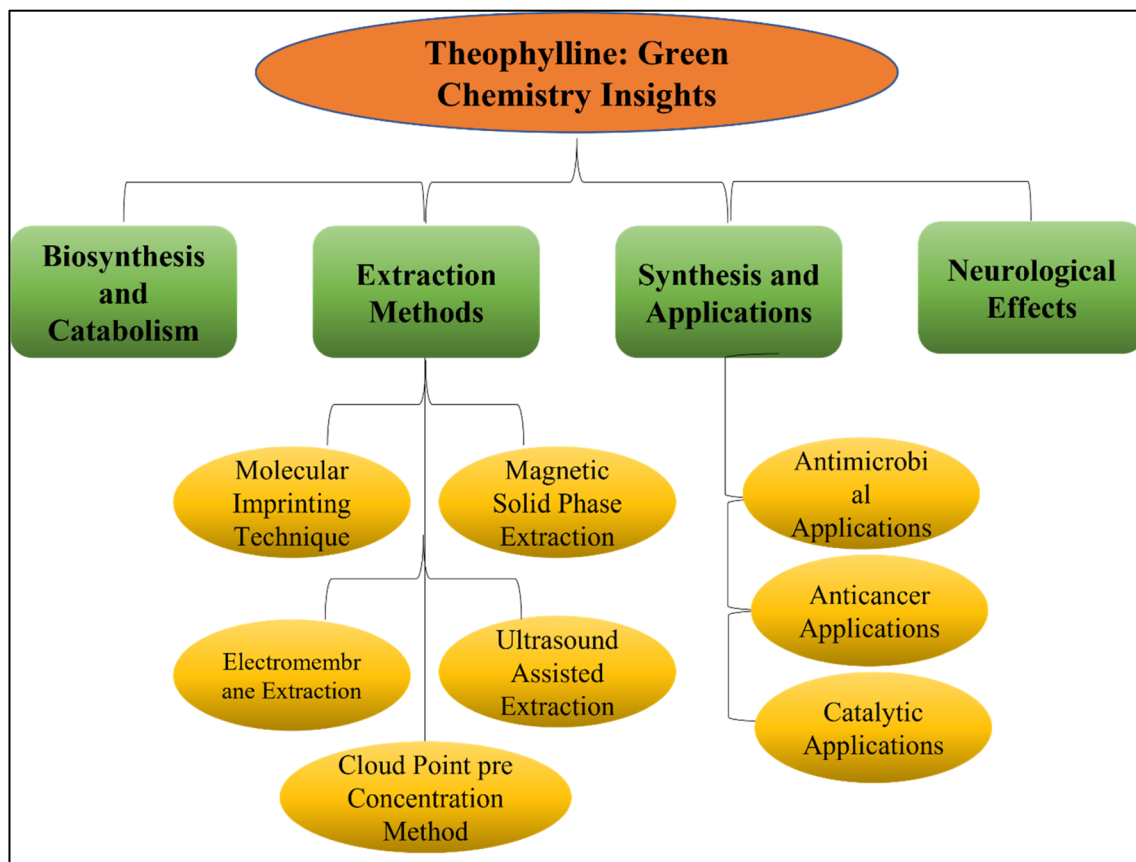 Theophylline: Green
Chemistry Insights
Biosynthesis
and
Catabolism
Extraction
Methods
Synthesis and
Applications
Neurological
Effects
Molecular
Imprinting
Technique
Magnetic
Solid Phase
Extraction
Electromembr
ane Extraction
Ultrasound
Assisted
Extraction
Cloud Point pre
Concentration
Method
Antimicrobi
al
Applications
Anticancer
Applications
Catalytic
Applications